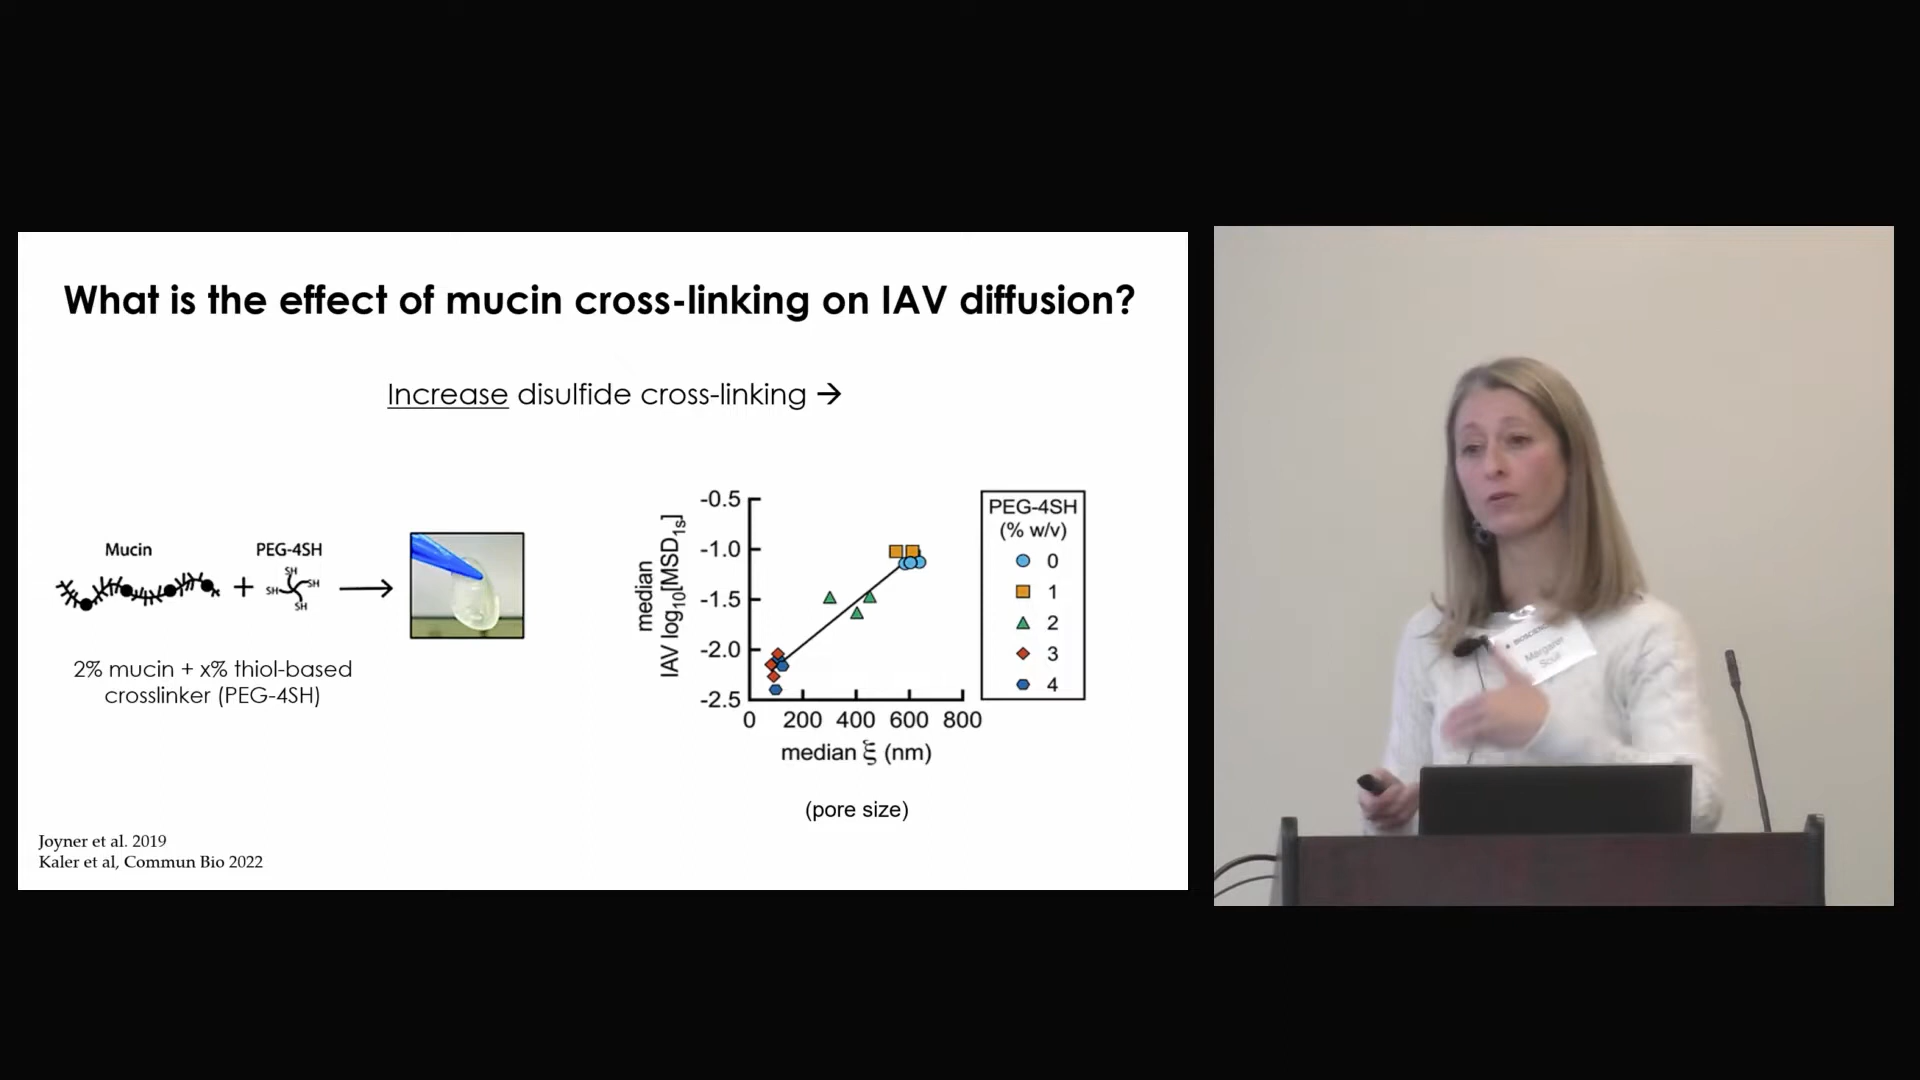 What is the effect of mucin cross-linking on IAV diffusion?
Increase disulfide cross-linking →
Mucin
PEG-4SH
+
SH
SH
SH
SH
2% mucin + x% thiol-based
crosslinker (PEG-4SH)
median
IAV log10[MSD1s]
-0.5
-1.0
-1.5
-2.0
-2.5
0 200 400 600 800
median ξ (nm)
(pore size)
PEG-4SH
(% w/v)
0
1
2
3
4
Joyner et al. 2019
Kaler et al, Commun Bio 2022
Margaret
Scull